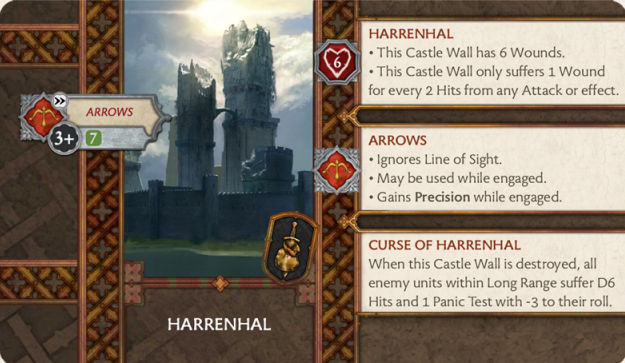 ARROWS
3+
7
HARRENHAL
6
HARRENHAL
• This Castle Wall has 6 Wounds.
• This Castle Wall only suffers 1 Wound
for every 2 Hits from any Attack or effect.
ARROWS
• Ignores Line of Sight.
• May be used while engaged.
• Gains Precision while engaged.
CURSE OF HARRENHAL
When this Castle Wall is destroyed, all
enemy units within Long Range suffer D6
Hits and 1 Panic Test with -3 to their roll.